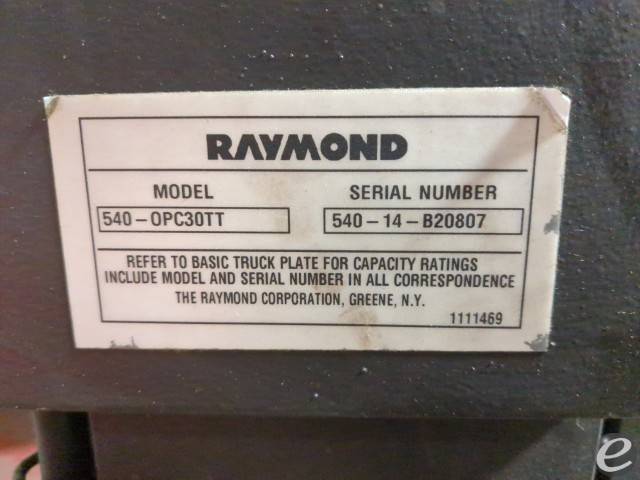 RAYMOND
MODEL
SERIAL NUMBER
540-OPC30TT
540-14-B20807
REFER TO BASIC TRUCK PLATE FOR CAPACITY RATINGS
INCLUDE MODEL AND SERIAL NUMBER IN ALL CORRESPONDENCE
THE RAYMOND CORPORATION, GREENE, N.Y.
1111469
e